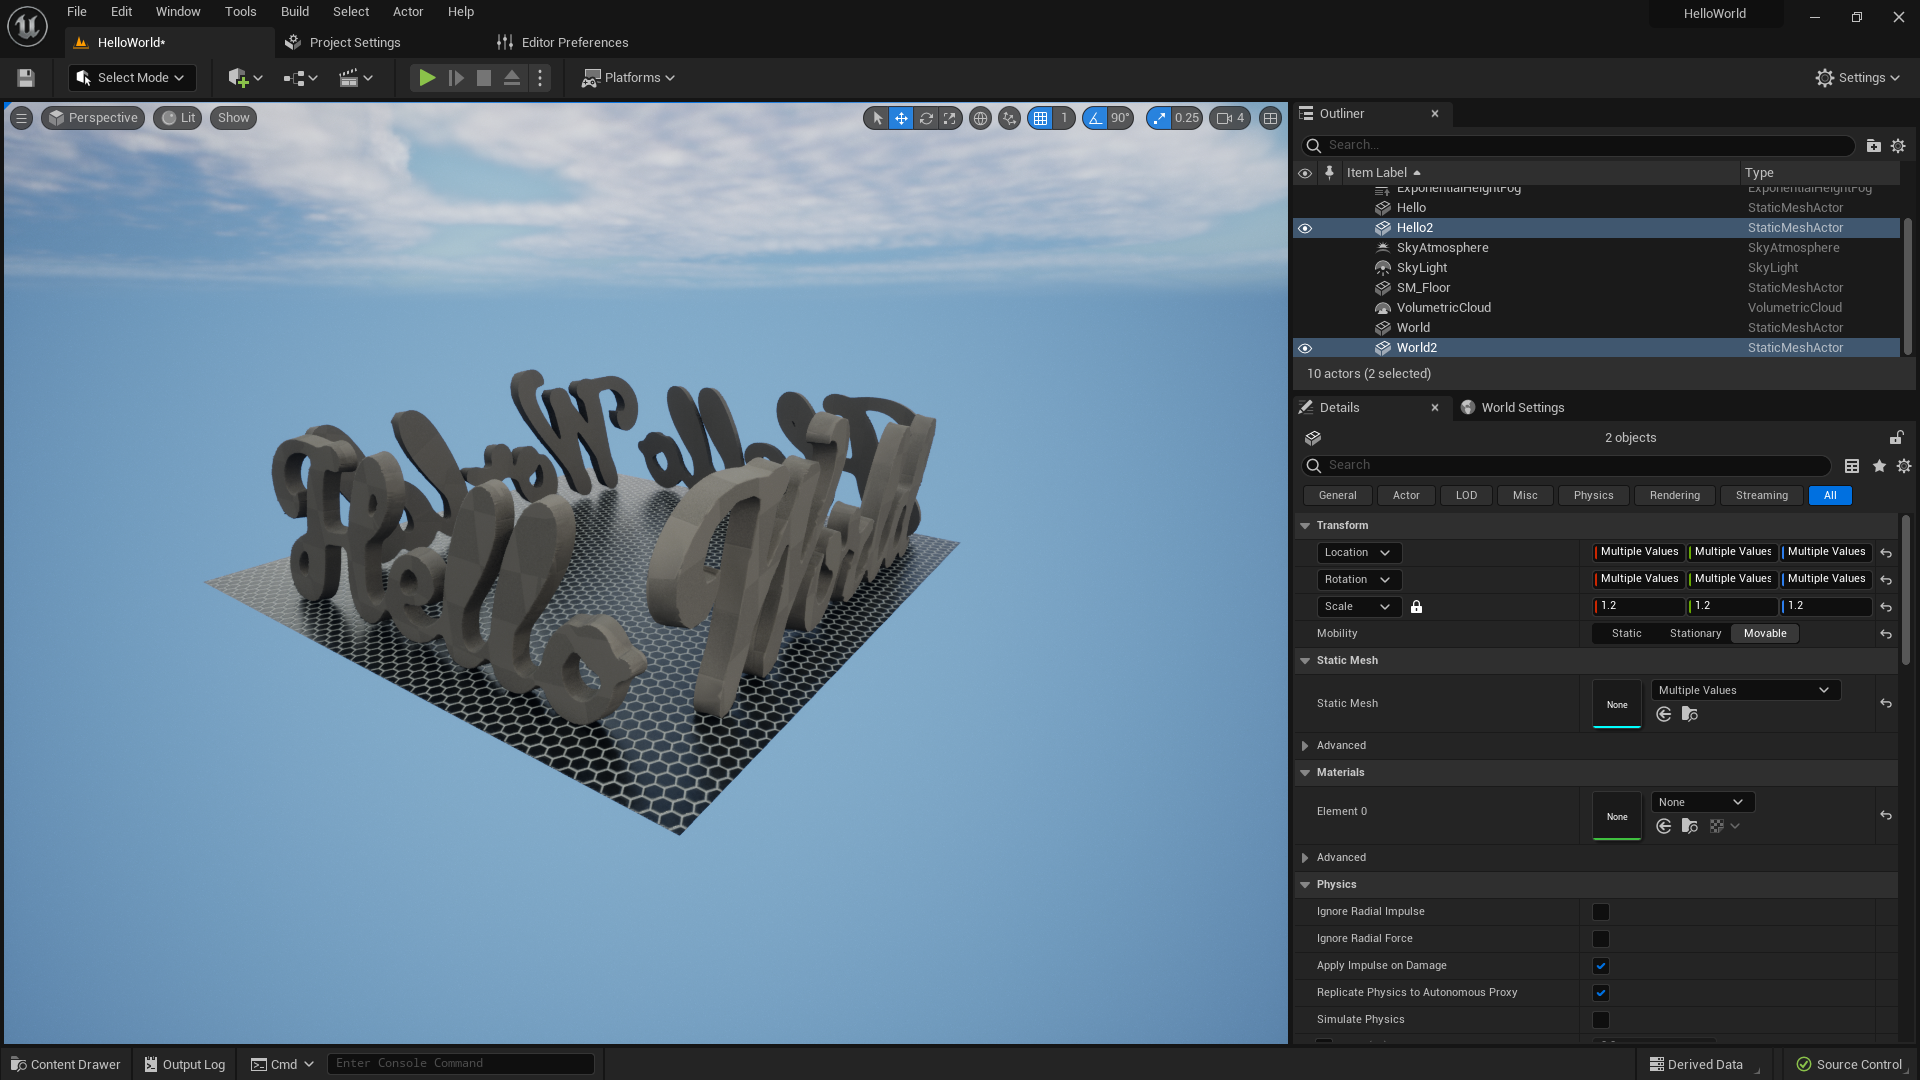 File Edit Window Tools Build Select Actor Help
HelloWorld
HelloWorld*
Project Settings
Editor Preferences
Select Mode
Platforms
Settings
Perspective
Lit
Show
1
90°
0.25
4
Hello World
Hello World
Outliner
Search...
Item Label
Type
ExponentialHeightFog ExponentialHeightFog
Hello StaticMeshActor
Hello2 StaticMeshActor
SkyAtmosphere SkyAtmosphere
SkyLight SkyLight
SM_Floor StaticMeshActor
VolumetricCloud VolumetricCloud
World StaticMeshActor
World2 StaticMeshActor
10 actors (2 selected)
Details
World Settings
2 objects
Search
General Actor LOD Misc Physics Rendering Streaming All
Transform
Location Multiple Values Multiple Values Multiple Values
Rotation Multiple Values Multiple Values Multiple Values
Scale 1.2 1.2 1.2
Mobility Static Stationary Movable
Static Mesh
Static Mesh None Multiple Values
Advanced
Materials
Element 0 None None
Advanced
Physics
Ignore Radial Impulse
Ignore Radial Force
Apply Impulse on Damage
Replicate Physics to Autonomous Proxy
Simulate Physics
Content Drawer
Output Log
Cmd
Enter Console Command
Derived Data
Source Control